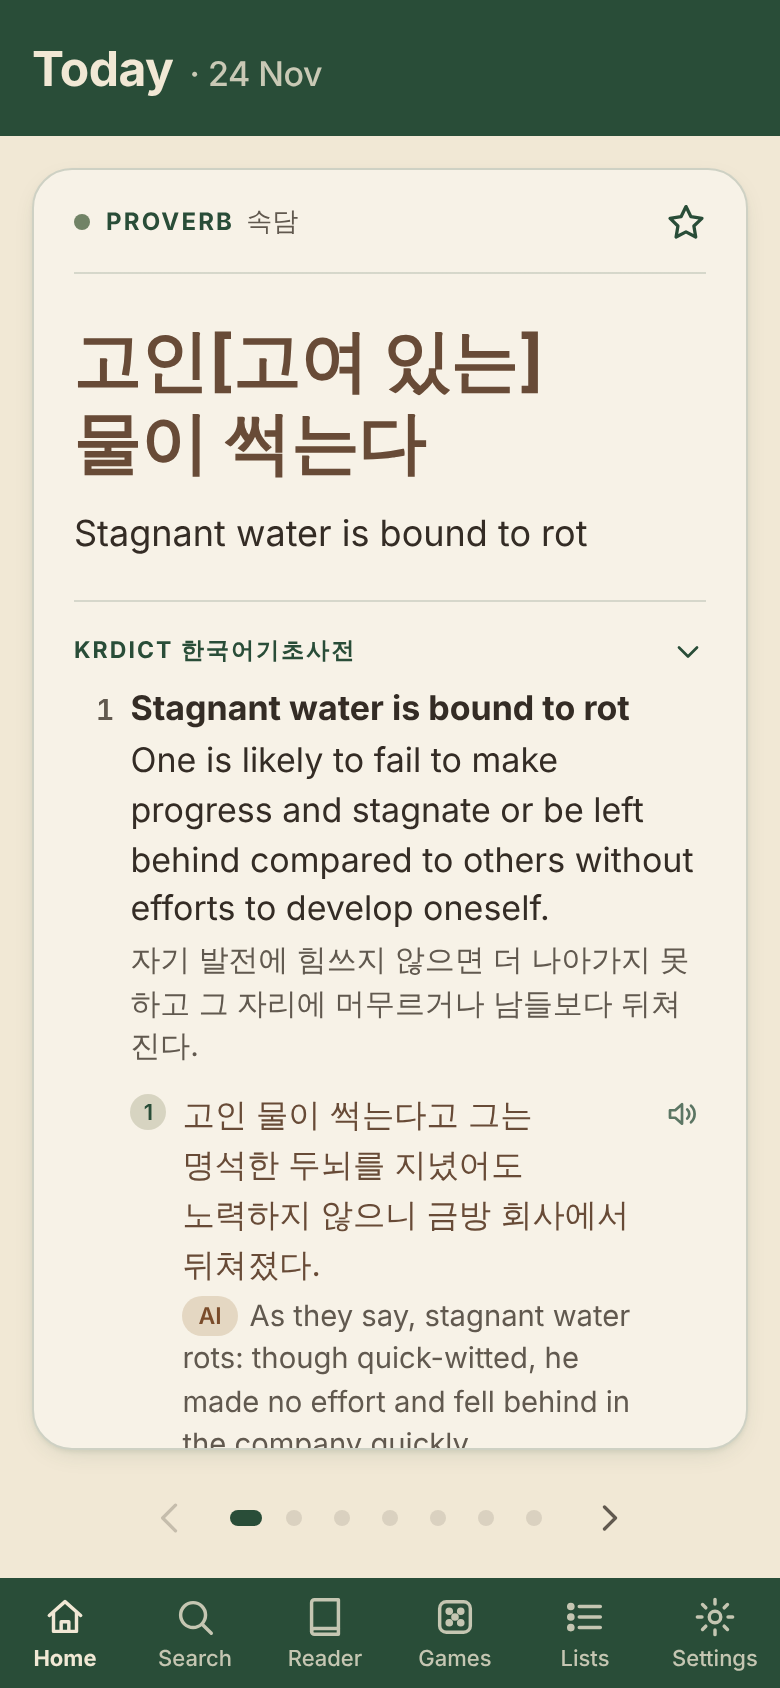 Today · 24 Nov
PROVERB 속담
고인[고여 있는]
물이 썩는다
Stagnant water is bound to rot
KRDICT 한국어기초사전
1 Stagnant water is bound to rot
One is likely to fail to make
progress and stagnate or be left
behind compared to others without
efforts to develop oneself.
자기 발전에 힘쓰지 않으면 더 나아가지 못
하고 그 자리에 머무르거나 남들보다 뒤쳐
진다.
1 고인 물이 썩는다고 그는
명석한 두뇌를 지녔어도
노력하지 않으니 금방 회사에서
뒤쳐졌다.
AI As they say, stagnant water
rots: though quick-witted, he
made no effort and fell behind in
the company quickly
Home Search Reader Games Lists Settings